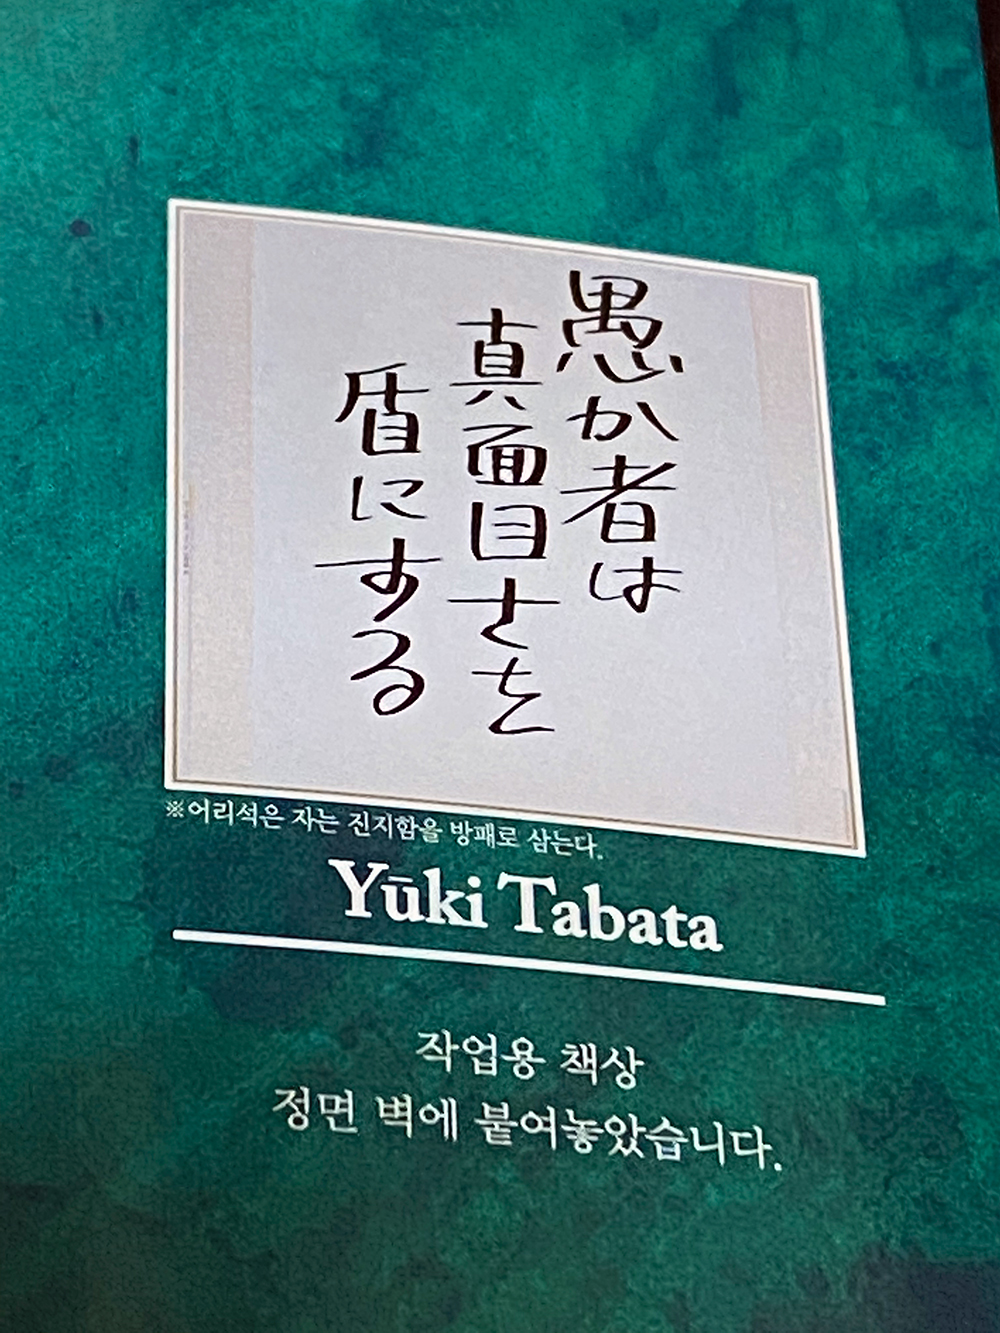 愚か者は
真面目さを
盾にする
※어리석은 자는 진지함을 방패로 삼는다.
Yūki Tabata
작업용 책상
정면 벽에 붙여놓았습니다.